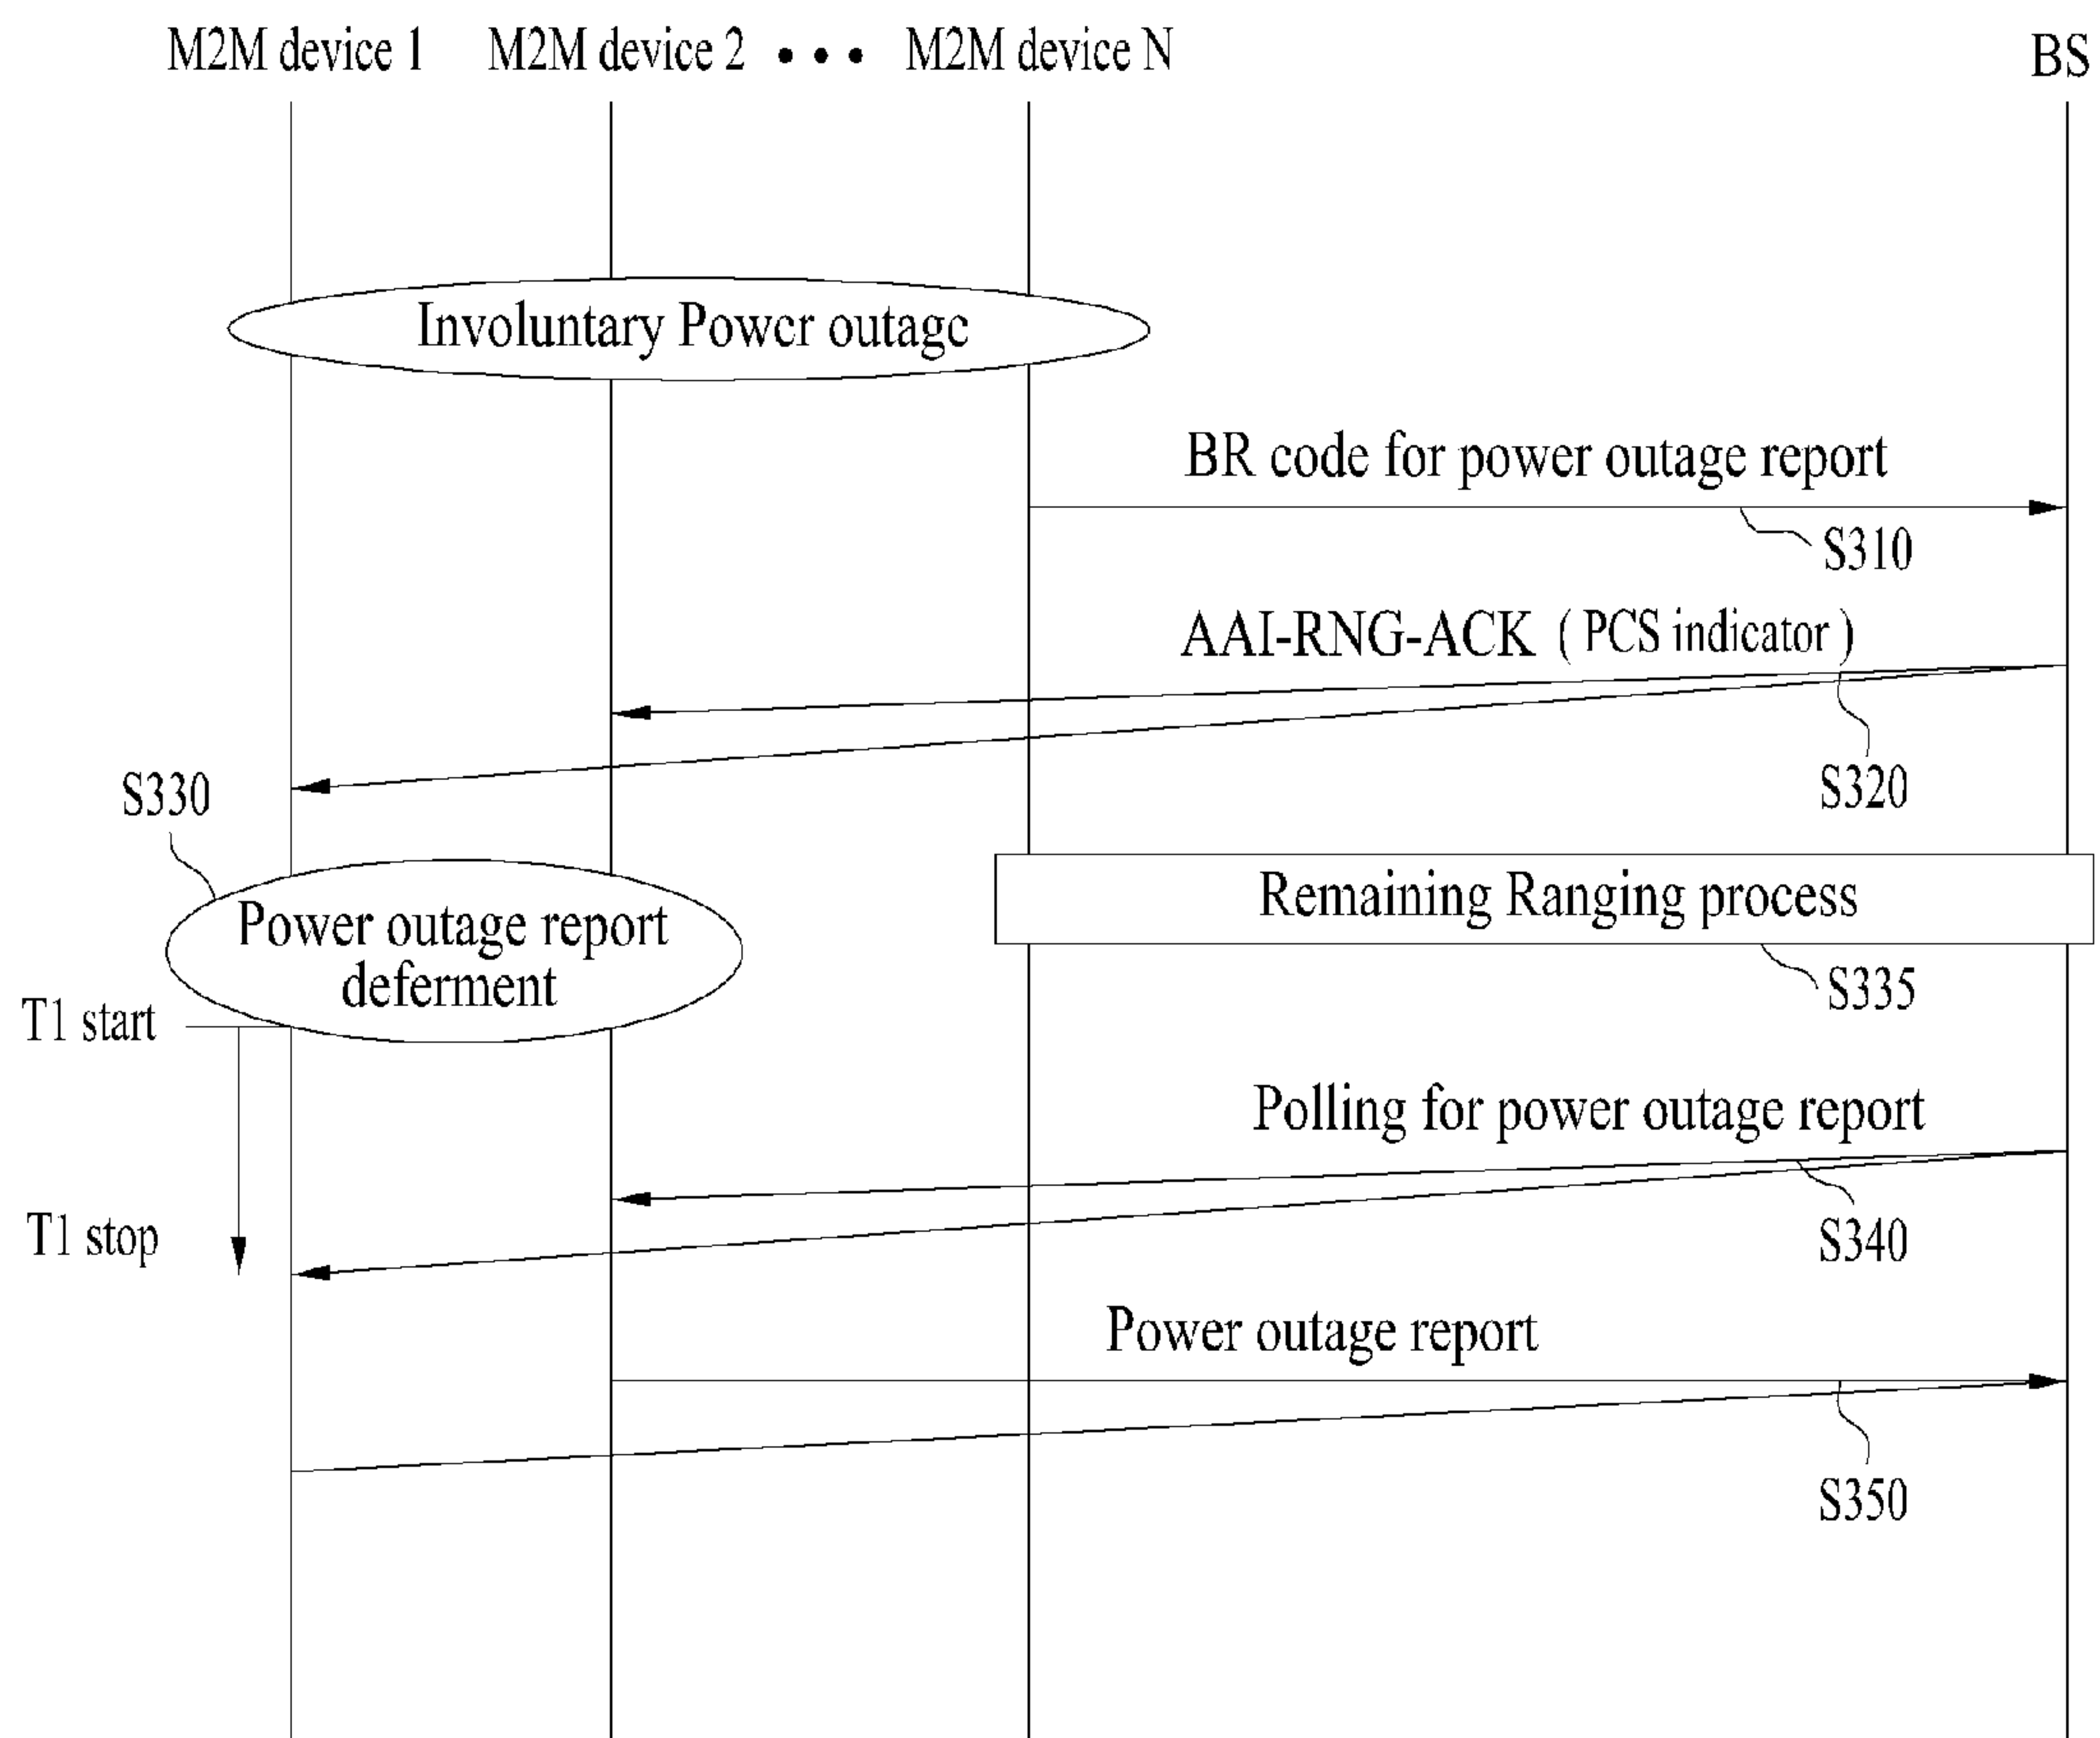 M2M device 1 M2M device 2 • • • M2M device N BS
Involuntary Power outage
BR code for power outage report
S310
AAI-RNG-ACK ( PCS indicator )
S320
S330
Remaining Ranging process
Power outage report
deferment
S335
T1 start
Polling for power outage report
T1 stop
S340
Power outage report
S350